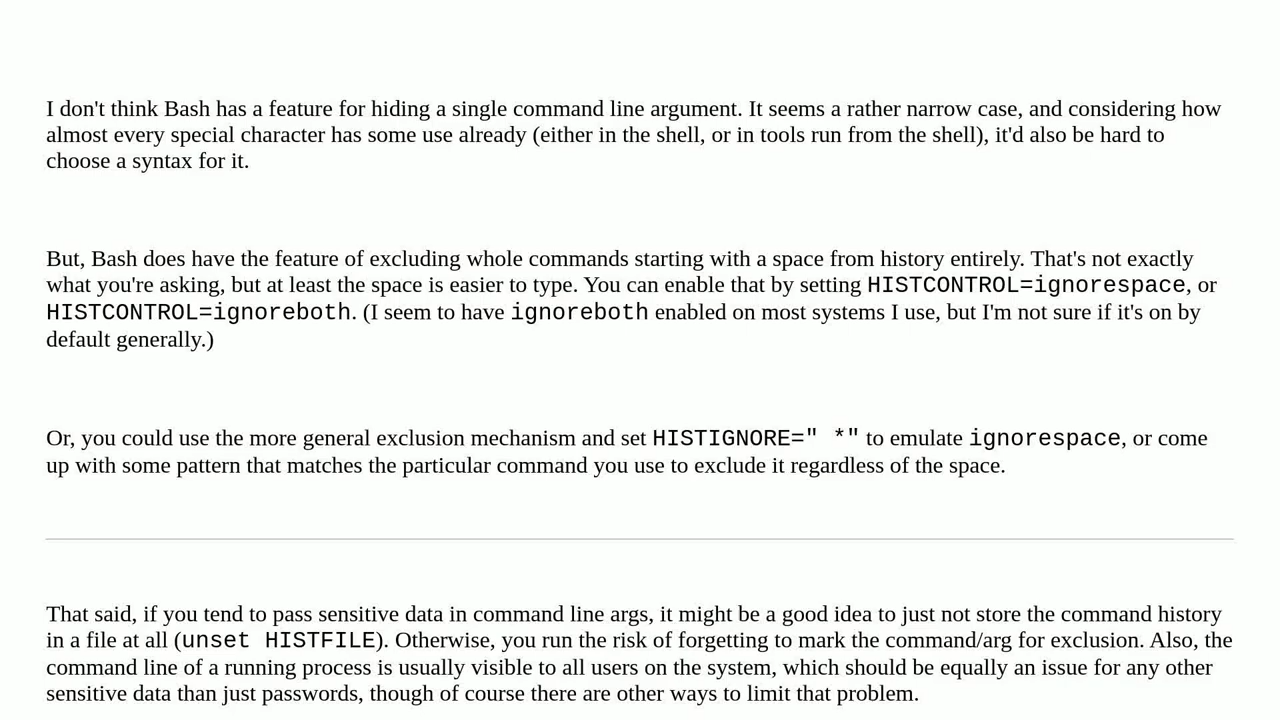 I don't think Bash has a feature for hiding a single command line argument. It seems a rather narrow case, and considering how
almost every special character has some use already (either in the shell, or in tools run from the shell), it'd also be hard to
choose a syntax for it.
But, Bash does have the feature of excluding whole commands starting with a space from history entirely. That's not exactly
what you're asking, but at least the space is easier to type. You can enable that by setting HISTCONTROL=ignorespace, or
HISTCONTROL=ignoreboth. (I seem to have ignoreboth enabled on most systems I use, but I'm not sure if it's on by
default generally.)
Or, you could use the more general exclusion mechanism and set HISTIGNORE=" *" to emulate ignorespace, or come
up with some pattern that matches the particular command you use to exclude it regardless of the space.
That said, if you tend to pass sensitive data in command line args, it might be a good idea to just not store the command history
in a file at all (unset HISTFILE). Otherwise, you run the risk of forgetting to mark the command/arg for exclusion. Also, the
command line of a running process is usually visible to all users on the system, which should be equally an issue for any other
sensitive data than just passwords, though of course there are other ways to limit that problem.